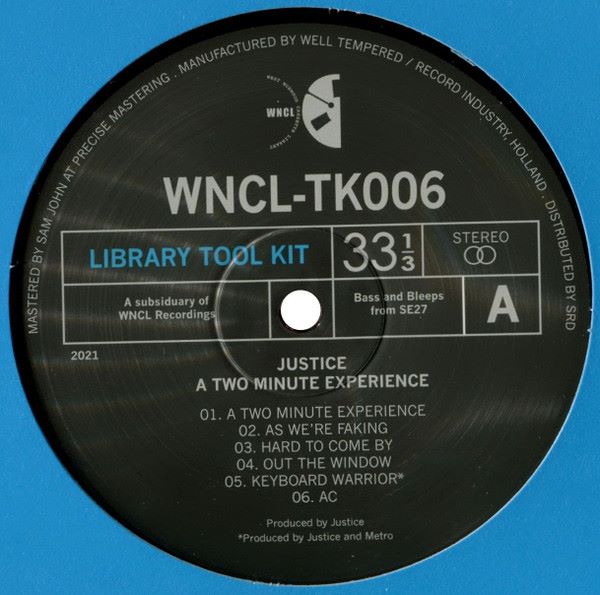 MASTERED BY SAM JOHN AT PRECISE MASTERING . MANUFACTURED BY WELL TEMPERED / RECORD INDUSTRY, HOLLAND . DISTRIBUTED BY SRD
WNCL
WNCL-TK006
LIBRARY TOOL KIT
33 1/3
STEREO
A subsiduary of
WNCL Recordings
Bass and Bleeps
from SE27
A
2021
JUSTICE
A TWO MINUTE EXPERIENCE
01. A TWO MINUTE EXPERIENCE
02. AS WE'RE FAKING
03. HARD TO COME BY
04. OUT THE WINDOW
05. KEYBOARD WARRIOR*
06. AC
Produced by Justice
*Produced by Justice and Metro